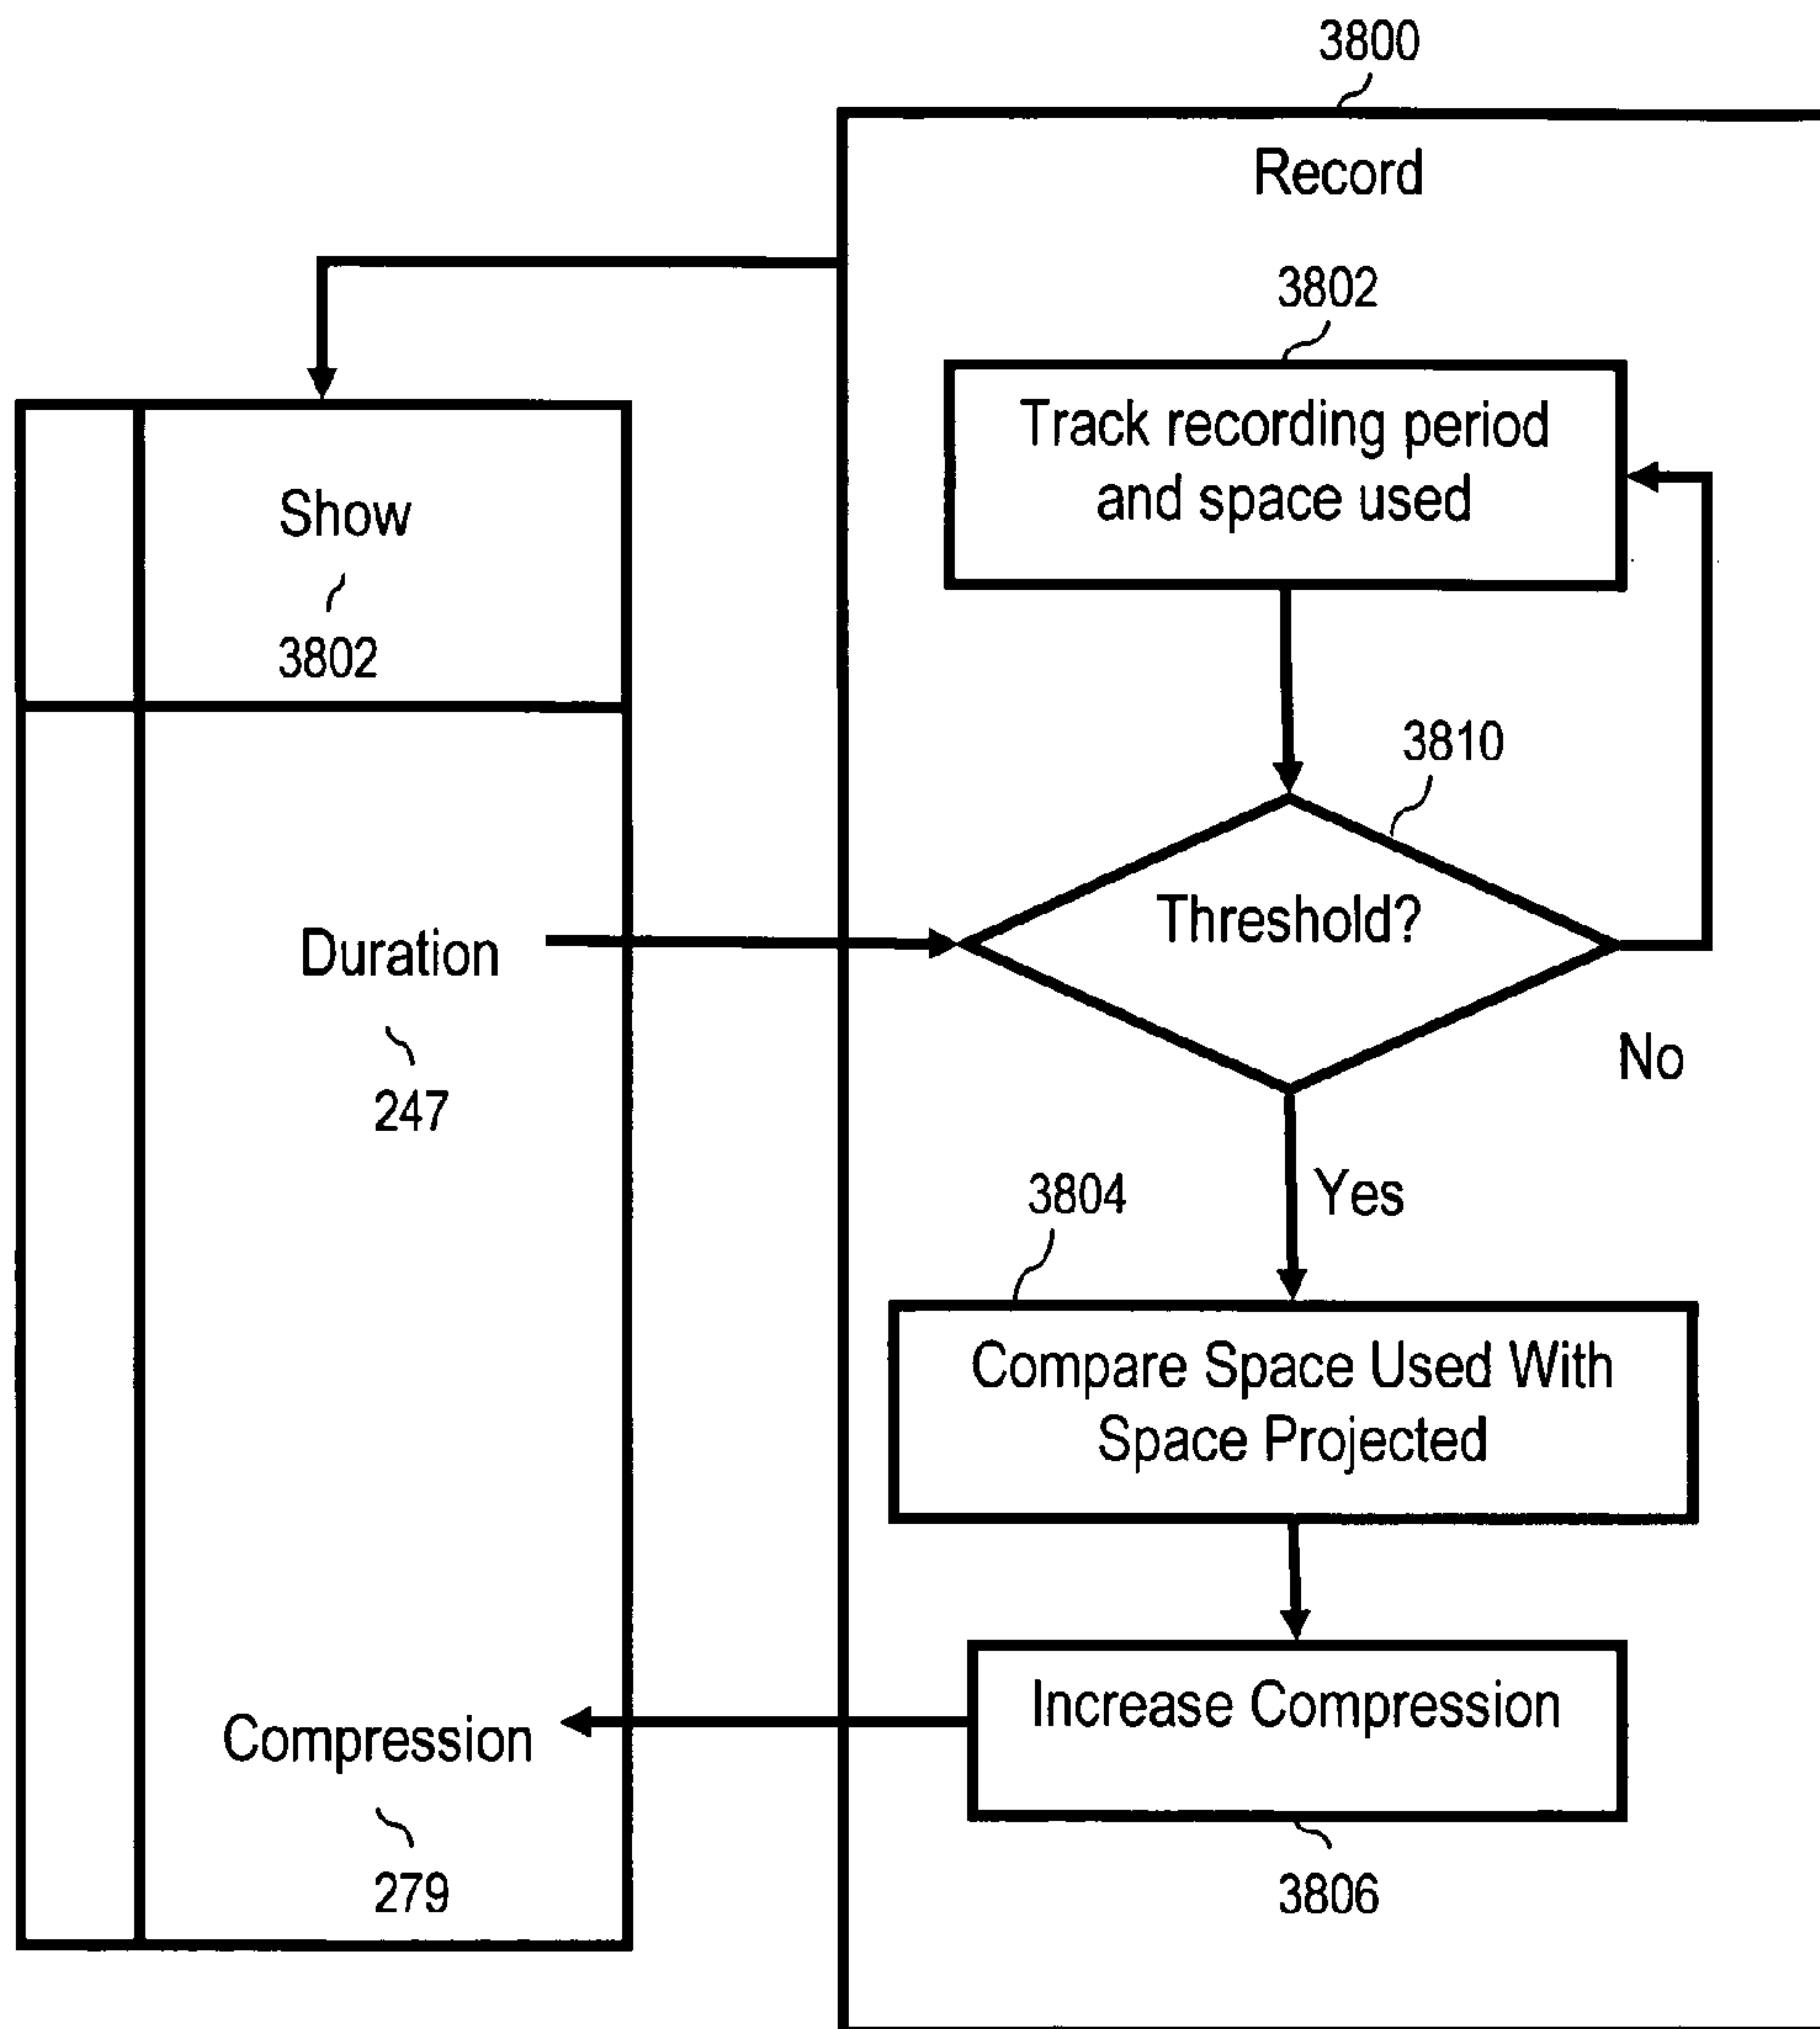 3800
Record
3802
Track recording period
and space used
Show
3802
3810
Threshold?
Duration
247
No
Yes
3804
Compare Space Used With
Space Projected
Increase Compression
Compression
279
3806